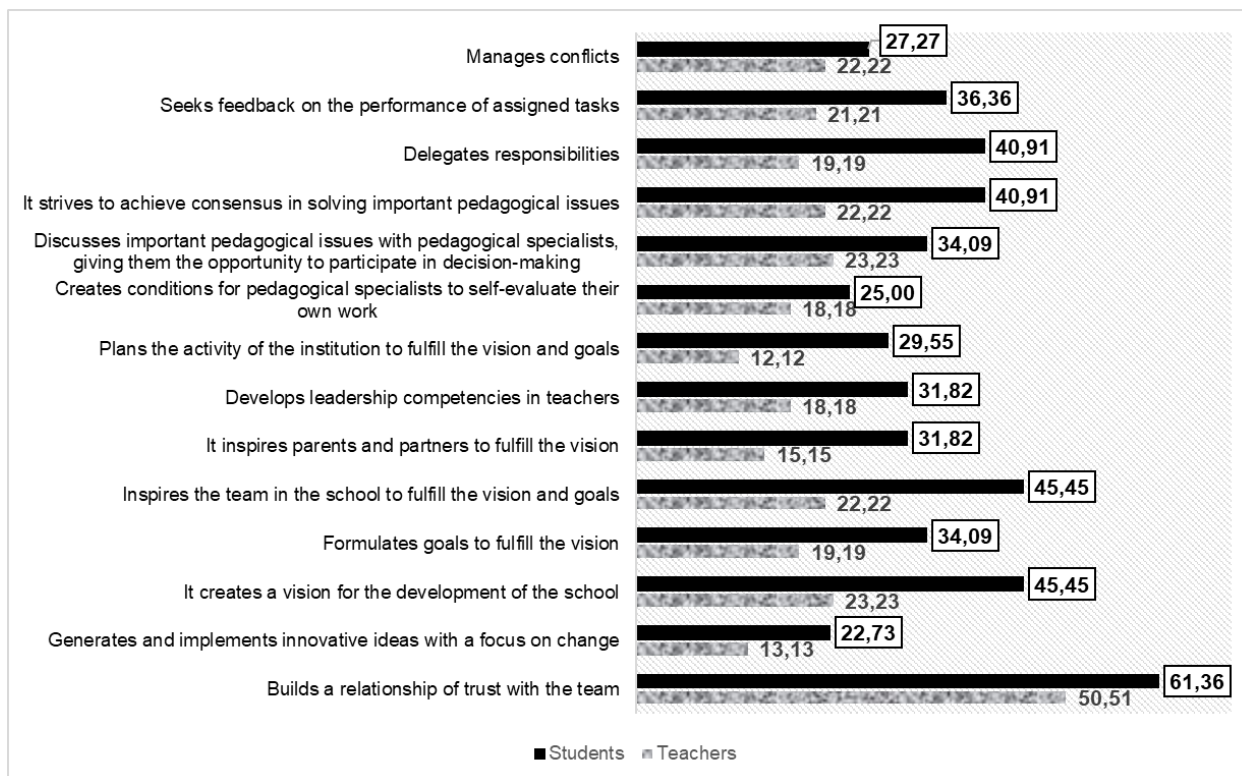 Manages conflicts
27,27
22,22
Seeks feedback on the performance of assigned tasks
36,36
21,21
Delegates responsibilities
40,91
19,19
It strives to achieve consensus in solving important pedagogical issues
40,91
22,22
Discusses important pedagogical issues with pedagogical specialists,
giving them the opportunity to participate in decision-making
34,09
23,23
Creates conditions for pedagogical specialists to self-evaluate their
own work
25,00
18,18
Plans the activity of the institution to fulfill the vision and goals
29,55
12,12
Develops leadership competencies in teachers
31,82
18,18
It inspires parents and partners to fulfill the vision
31,82
15,15
Inspires the team in the school to fulfill the vision and goals
45,45
22,22
Formulates goals to fulfill the vision
34,09
19,19
It creates a vision for the development of the school
45,45
23,23
Generates and implements innovative ideas with a focus on change
22,73
13,13
Builds a relationship of trust with the team
61,36
50,51
Students Teachers